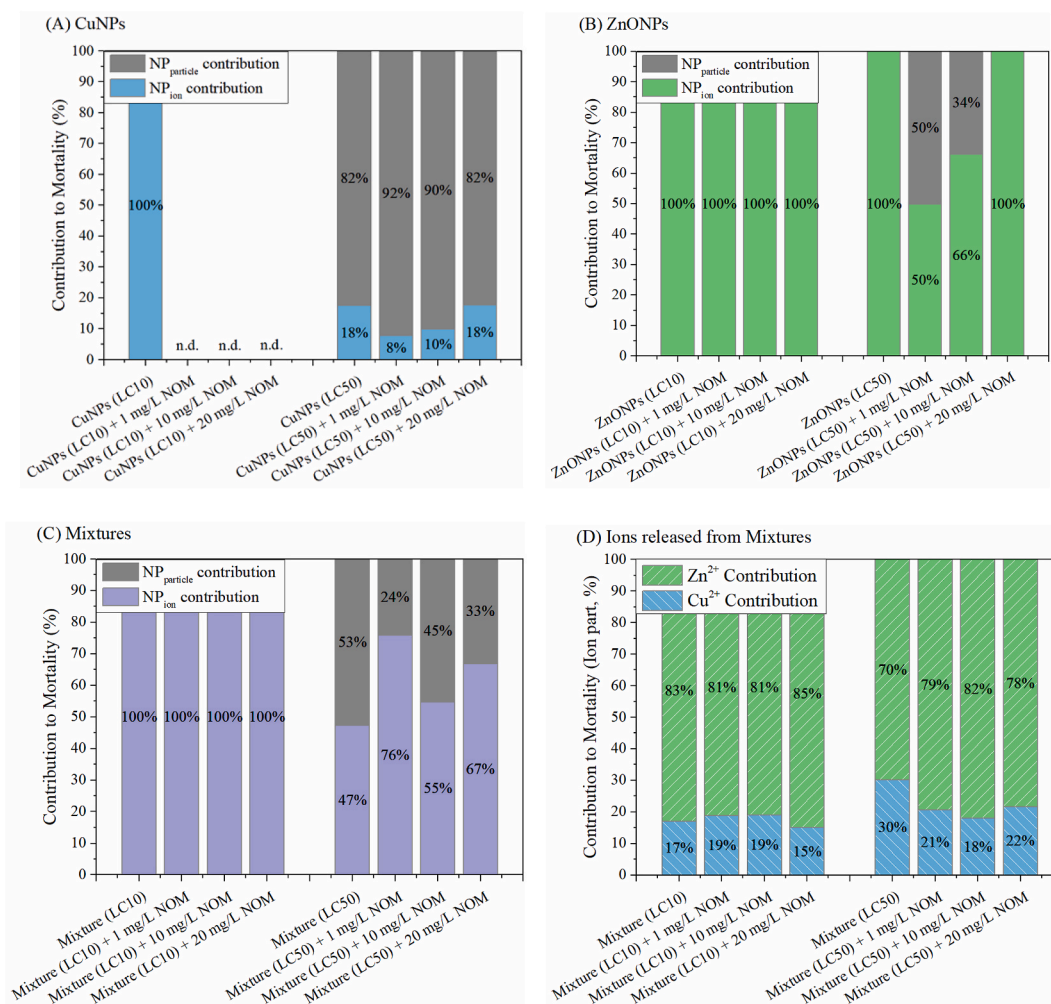 (A) CuNPs
Contribution to Mortality (%)
100
90
80
70
60
50
40
30
20
10
0
NPparticle contribution
NPion contribution
100%
n.d.
n.d.
n.d.
82%
92%
90%
82%
18%
8%
10%
18%
CuNPs (LC10)
CuNPs (LC10) + 1 mg/L NOM
CuNPs (LC10) + 10 mg/L NOM
CuNPs (LC10) + 20 mg/L NOM
CuNPs (LC50)
CuNPs (LC50) + 1 mg/L NOM
CuNPs (LC50) + 10 mg/L NOM
CuNPs (LC50) + 20 mg/L NOM
(B) ZnONPs
Contribution to Mortality (%)
100
90
80
70
60
50
40
30
20
10
0
NPparticle contribution
NPion contribution
100%
100%
100%
100%
100%
50%
34%
50%
66%
100%
ZnONPs (LC10)
ZnONPs (LC10) + 1 mg/L NOM
ZnONPs (LC10) + 10 mg/L NOM
ZnONPs (LC10) + 20 mg/L NOM
ZnONPs (LC50)
ZnONPs (LC50) + 1 mg/L NOM
ZnONPs (LC50) + 10 mg/L NOM
ZnONPs (LC50) + 20 mg/L NOM
(C) Mixtures
Contribution to Mortality (%)
100
90
80
70
60
50
40
30
20
10
0
NPparticle contribution
NPion contribution
100%
100%
100%
100%
53%
24%
45%
33%
47%
76%
55%
67%
Mixture (LC10)
Mixture (LC10) + 1 mg/L NOM
Mixture (LC10) + 10 mg/L NOM
Mixture (LC10) + 20 mg/L NOM
Mixture (LC50)
Mixture (LC50) + 1 mg/L NOM
Mixture (LC50) + 10 mg/L NOM
Mixture (LC50) + 20 mg/L NOM
(D) Ions released from Mixtures
Contribution to Mortality (Ion part, %)
100
90
80
70
60
50
40
30
20
10
0
Zn2+ Contribution
Cu2+ Contribution
83%
81%
81%
85%
70%
79%
82%
78%
17%
19%
19%
15%
30%
21%
18%
22%
Mixture (LC10)
Mixture (LC10) + 1 mg/L NOM
Mixture (LC10) + 10 mg/L NOM
Mixture (LC10) + 20 mg/L NOM
Mixture (LC50)
Mixture (LC50) + 1 mg/L NOM
Mixture (LC50) + 10 mg/L NOM
Mixture (LC50) + 20 mg/L NOM